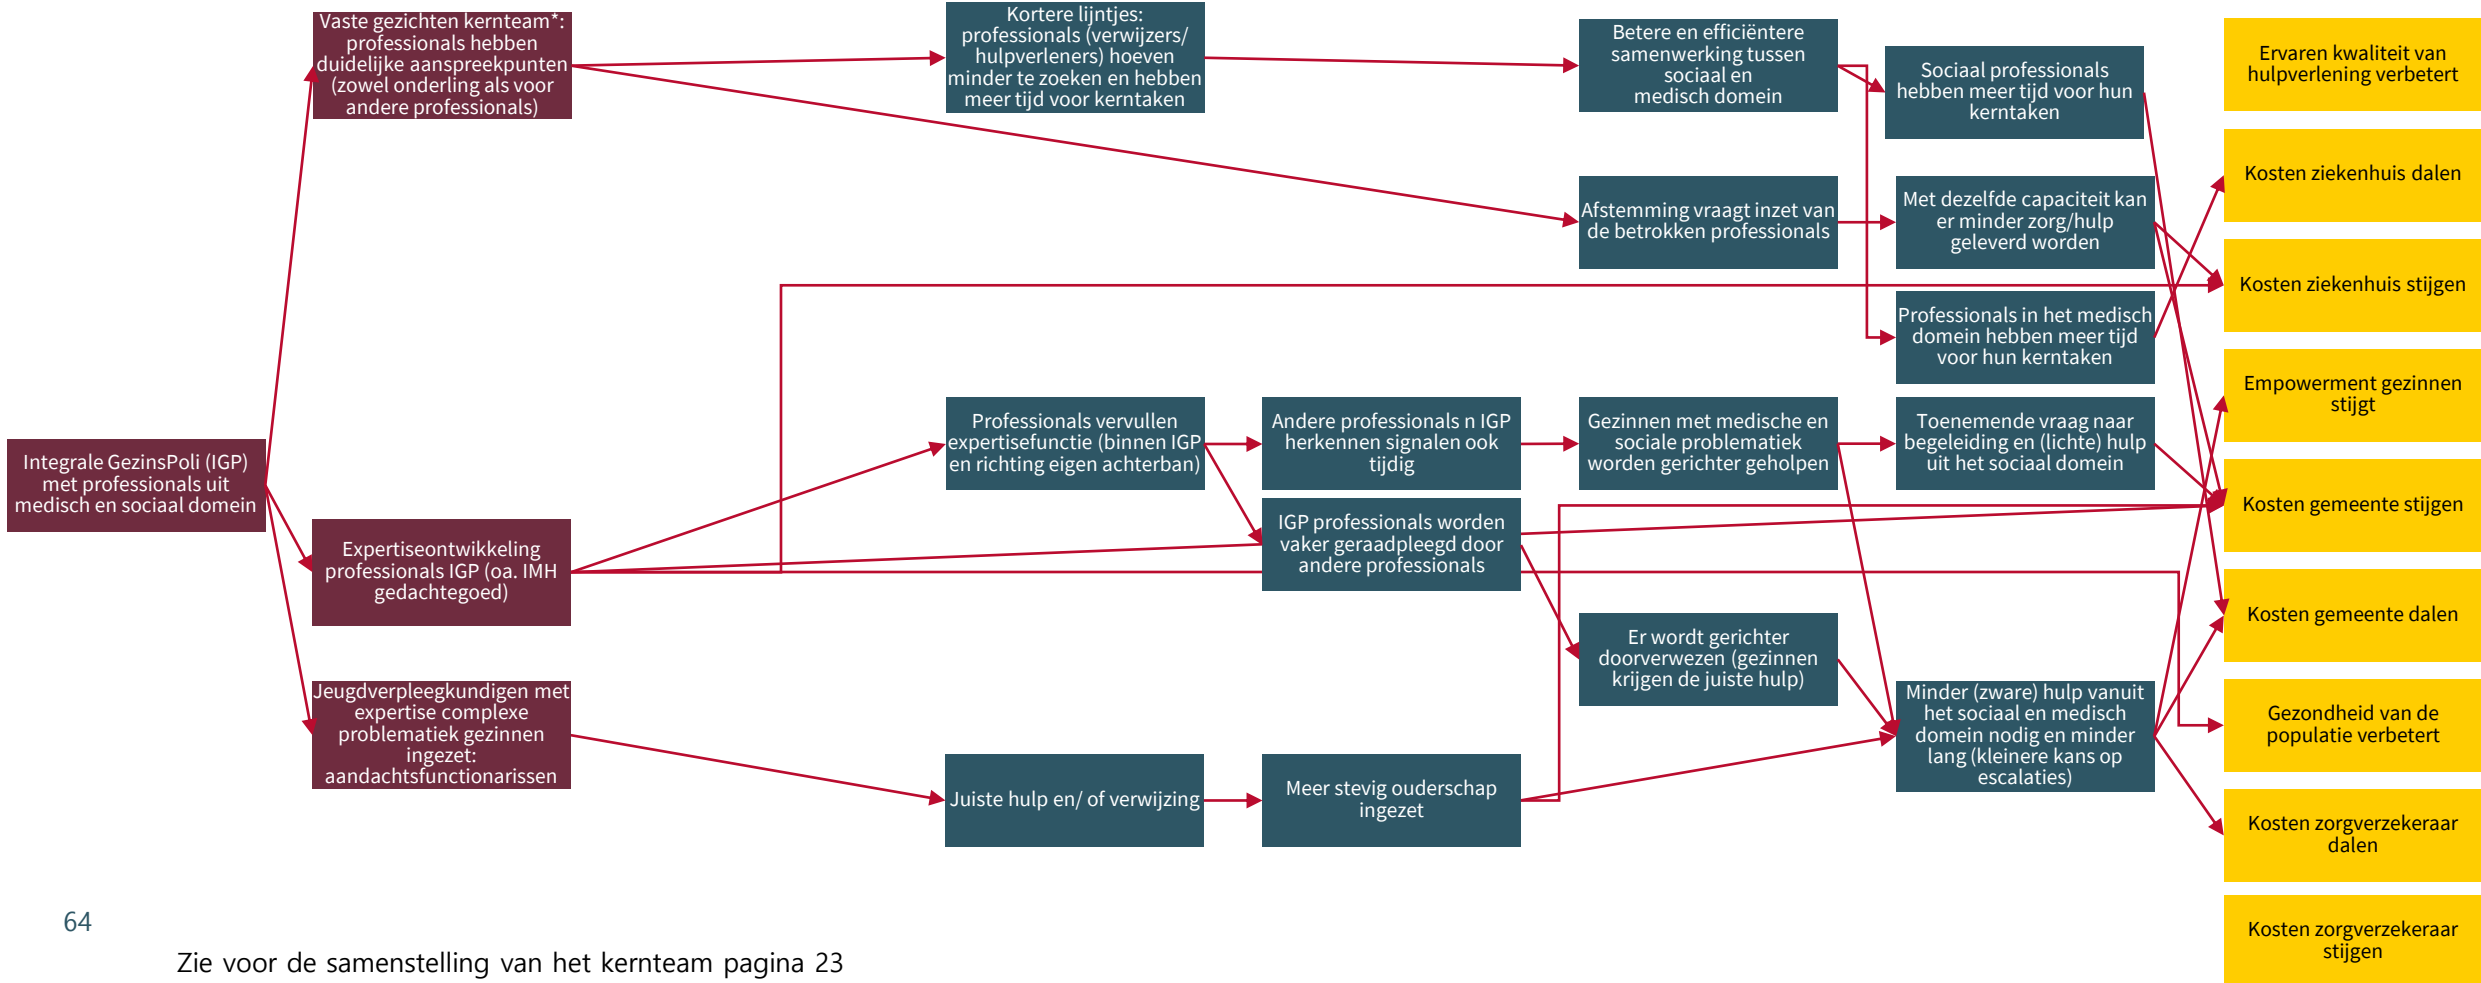 Vaste gezichten kernteam*:
professionals hebben
duidelijke aanspreekpunten
(zowel onderling als voor
andere professionals)
Kortere lijntjes:
professionals (verwijzers/
hulpverleners) hoeven
minder te zoeken en hebben
meer tijd voor kerntaken
Betere en efficiëntere
samenwerking tussen
sociaal en
medisch domein
Sociaal professionals
hebben meer tijd voor hun
kerntaken
Ervaren kwaliteit van
hulpverlening verbetert
Kosten ziekenhuis dalen
Afstemming vraagt inzet van
de betrokken professionals
Met dezelfde capaciteit kan
er minder zorg/hulp
geleverd worden
Kosten ziekenhuis stijgen
Professionals in het medisch
domein hebben meer tijd
voor hun kerntaken
Empowerment gezinnen
stijgt
Integrale GezinsPoli (IGP)
met professionals uit
medisch en sociaal domein
Professionals vervullen
expertisefunctie (binnen IGP
en richting eigen achterban)
Andere professionals n IGP
herkennen signalen ook
tijdig
Gezinnen met medische en
sociale problematiek
worden gerichter geholpen
Toenemende vraag naar
begeleiding en (lichte) hulp
uit het sociaal domein
Kosten gemeente stijgen
Expertiseontwikkeling
professionals IGP (oa. IMH
gedachtegoed)
IGP professionals worden
vaker geraadpleegd door
andere professionals
Kosten gemeente dalen
Er wordt gerichter
doorverwezen (gezinnen
krijgen de juiste hulp)
Jeugdverpleegkundigen met
expertise complexe
problematiek gezinnen
ingezet:
aandachtsfunctionarissen
Juiste hulp en/ of verwijzing
Meer stevig ouderschap
ingezet
Minder (zware) hulp vanuit
het sociaal en medisch
domein nodig en minder
lang (kleinere kans op
escalaties)
Gezondheid van de
populatie verbetert
Kosten zorgverzekeraar
dalen
Kosten zorgverzekeraar
stijgen
64
Zie voor de samenstelling van het kernteam pagina 23